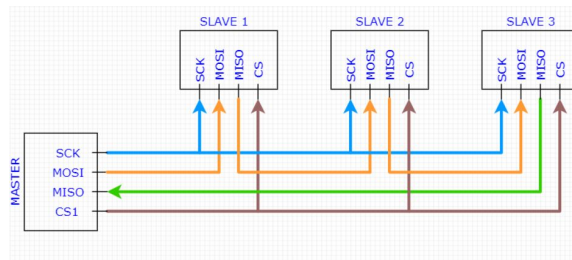 SLAVE 1
SCK
MOSI
MISO
CS
SLAVE 2
SCK
MOSI
MISO
CS
SLAVE 3
SCK
MOSI
MISO
CS
MASTER
SCK
MOSI
MISO
CS1